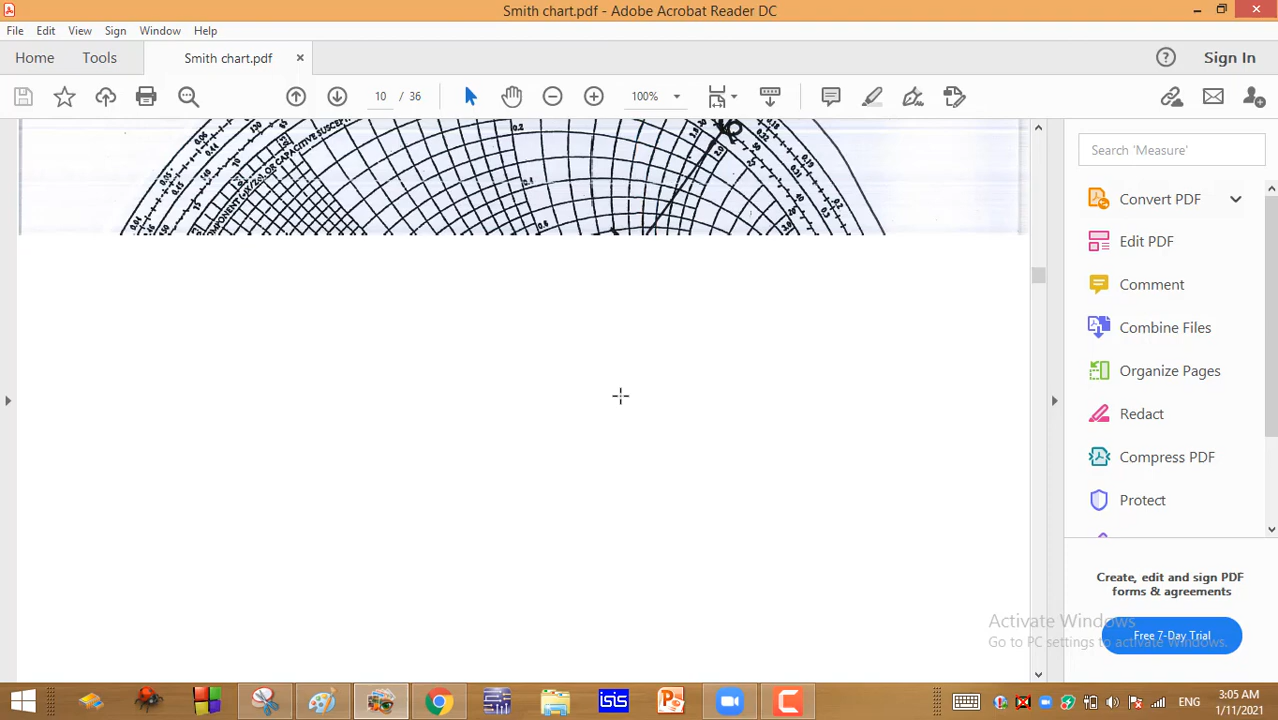 Smith chart.pdf - Adobe Acrobat Reader DC
File Edit View Sign Window Help
Home Tools Smith chart.pdf × ? Sign In
10 / 36 100%
Search 'Measure'
Convert PDF
Edit PDF
Comment
Combine Files
Organize Pages
Redact
Compress PDF
Protect
Create, edit and sign PDF
forms & agreements
Free 7-Day Trial
Activate Windows
Go to PC settings to activate Windows.
isis
ENG
3:05 AM
1/11/2021